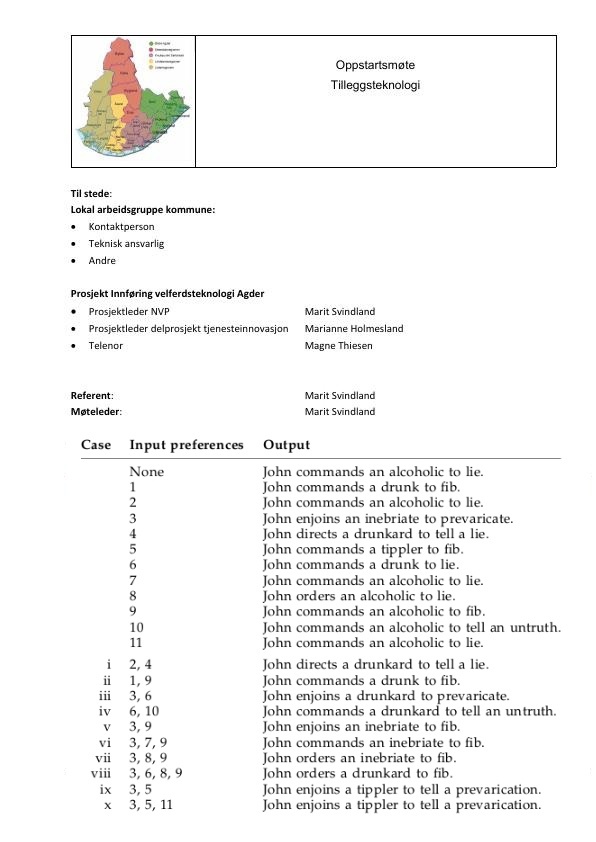 Oppstartsmøte
Tilleggsteknologi
Til stede:
Lokal arbeidsgruppe kommune:
• Kontaktperson
• Teknisk ansvarlig
• Andre
Prosjekt Innføring velferdsteknologi Agder
• Prosjektleder NVP Marit Svindland
• Prosjektleder delprosjekt tjenesteinnovasjon Marianne Holmesland
• Telenor Magne Thiesen
Referent: Marit Svindland
Møteleder: Marit Svindland
Case Input preferences Output
None John commands an alcoholic to lie.
1 John commands a drunk to fib.
2 John commands an alcoholic to lie.
3 John enjoins an inebriate to prevaricate.
4 John directs a drunkard to tell a lie.
5 John commands a tippler to fib.
6 John commands a drunk to lie.
7 John commands an alcoholic to lie.
8 John orders an alcoholic to lie.
9 John commands an alcoholic to fib.
10 John commands an alcoholic to tell an untruth.
11 John commands an alcoholic to lie.
i 2, 4 John directs a drunkard to tell a lie.
ii 1, 9 John commands a drunk to fib.
iii 3, 6 John enjoins a drunkard to prevaricate.
iv 6, 10 John commands a drunkard to tell an untruth.
v 3, 9 John enjoins an inebriate to fib.
vi 3, 7, 9 John commands an inebriate to fib.
vii 3, 8, 9 John orders an inebriate to fib.
viii 3, 6, 8, 9 John orders a drunkard to fib.
ix 3, 5 John enjoins a tippler to tell a prevarication.
x 3, 5, 11 John enjoins a tippler to tell a prevarication.